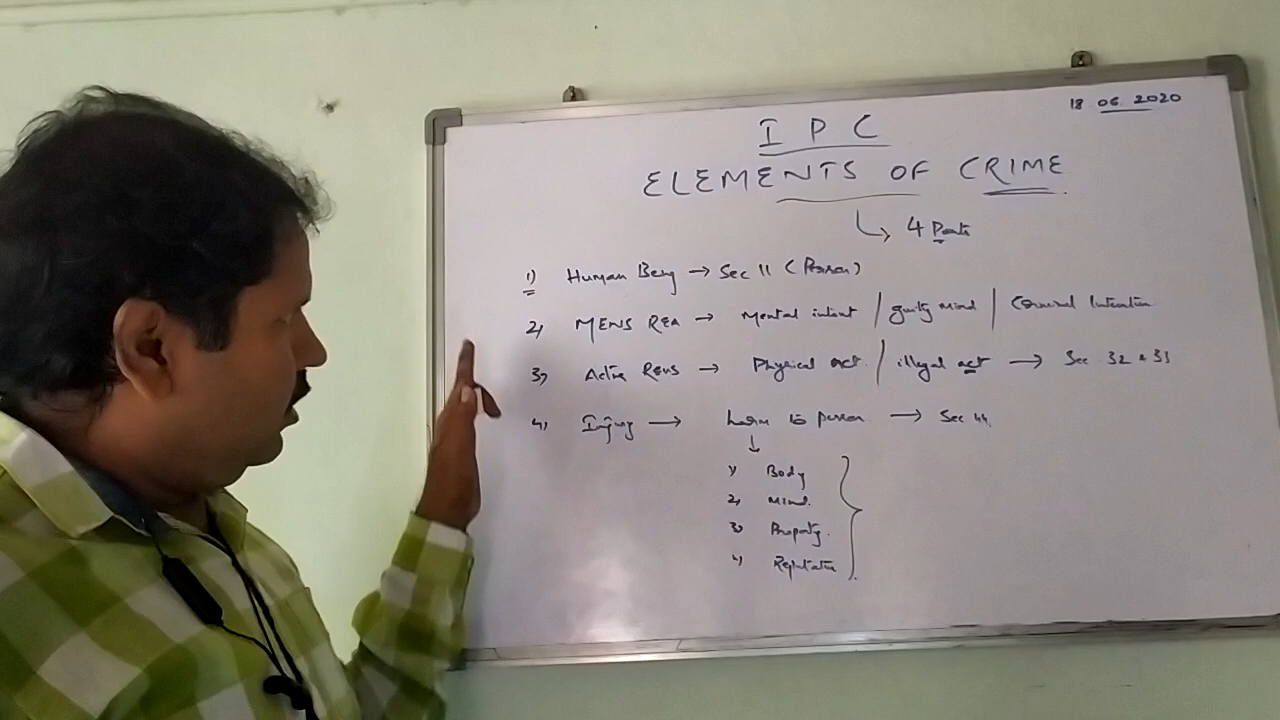 18 06 2020
I P C
ELEMENTS OF CRIME
↳ 4 Parts
1) Human Being → Sec 11 (Person)
2) MENS REA → Mental intent / guilty mind / Criminal Intention
3) Actus REUS → Physical act / illegal act → Sec 32 & 33
4) Injury → harm to person → Sec 44
↓
1) Body
2) Mind.
3) Property.
4) Reputation